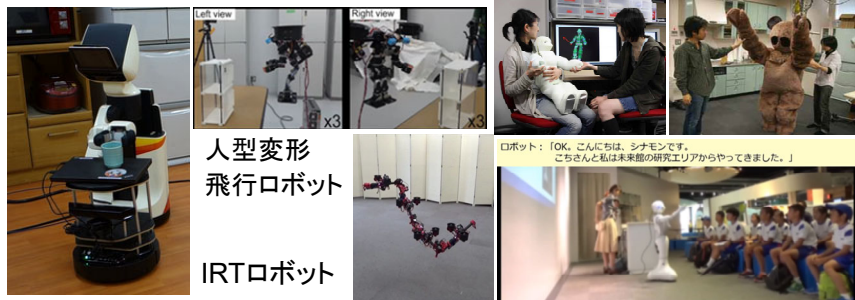 Left view
Right view
x3
x3
人型変形
飛行ロボット
IRTロボット
ロボット：「OK。こんにちは、シナモンです。
こちさんと私は未来館の研究エリアからやってきました。」